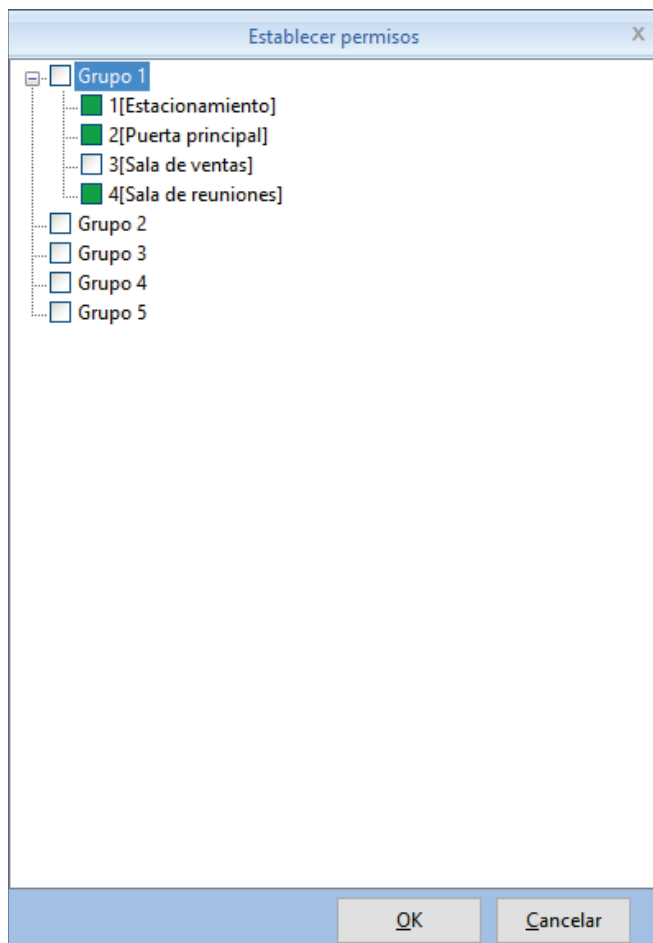 Establecer permisos X
Grupo 1
1[Estacionamiento]
2[Puerta principal]
3[Sala de ventas]
4[Sala de reuniones]
Grupo 2
Grupo 3
Grupo 4
Grupo 5
OK Cancelar